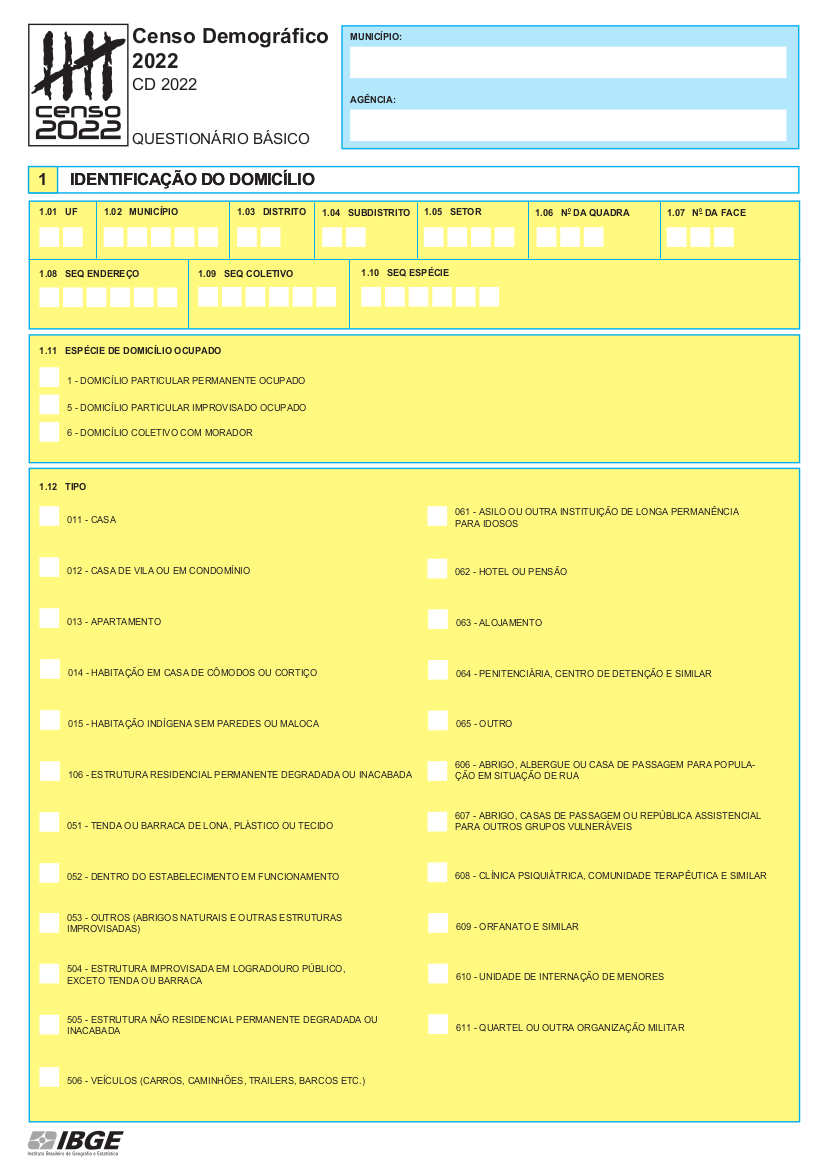 Censo Demográfico
2022
CD 2022
QUESTIONÁRIO BÁSICO
censo
2022
MUNICÍPIO:
AGÊNCIA:
1 IDENTIFICAÇÃO DO DOMICÍLIO
1.01 UF
1.02 MUNICÍPIO
1.03 DISTRITO
1.04 SUBDISTRITO
1.05 SETOR
1.06 Nº DA QUADRA
1.07 Nº DA FACE
1.08 SEQ ENDEREÇO
1.09 SEQ COLETIVO
1.10 SEQ ESPÉCIE
1.11 ESPÉCIE DE DOMICÍLIO OCUPADO
1 - DOMICÍLIO PARTICULAR PERMANENTE OCUPADO
5 - DOMICÍLIO PARTICULAR IMPROVISADO OCUPADO
6 - DOMICÍLIO COLETIVO COM MORADOR
1.12 TIPO
011 - CASA
012 - CASA DE VILA OU EM CONDOMÍNIO
013 - APARTAMENTO
014 - HABITAÇÃO EM CASA DE CÔMODOS OU CORTIÇO
015 - HABITAÇÃO INDÍGENA SEM PAREDES OU MALOCA
106 - ESTRUTURA RESIDENCIAL PERMANENTE DEGRADADA OU INACABADA
051 - TENDA OU BARRACA DE LONA, PLÁSTICO OU TECIDO
052 - DENTRO DO ESTABELECIMENTO EM FUNCIONAMENTO
053 - OUTROS (ABRIGOS NATURAIS E OUTRAS ESTRUTURAS
IMPROVISADAS)
504 - ESTRUTURA IMPROVISADA EM LOGRADOURO PÚBLICO,
EXCETO TENDA OU BARRACA
505 - ESTRUTURA NÃO RESIDENCIAL PERMANENTE DEGRADADA OU
INACABADA
506 - VEÍCULOS (CARROS, CAMINHÕES, TRAILERS, BARCOS ETC.)
061 - ASILO OU OUTRA INSTITUIÇÃO DE LONGA PERMANÊNCIA
PARA IDOSOS
062 - HOTEL OU PENSÃO
063 - ALOJAMENTO
064 - PENITENCIÁRIA, CENTRO DE DETENÇÃO E SIMILAR
065 - OUTRO
606 - ABRIGO, ALBERGUE OU CASA DE PASSAGEM PARA POPULA-
ÇÃO EM SITUAÇÃO DE RUA
607 - ABRIGO, CASAS DE PASSAGEM OU REPÚBLICA ASSISTENCIAL
PARA OUTROS GRUPOS VULNERÁVEIS
608 - CLÍNICA PSIQUIÁTRICA, COMUNIDADE TERAPÊUTICA E SIMILAR
609 - ORFANATO E SIMILAR
610 - UNIDADE DE INTERNAÇÃO DE MENORES
611 - QUARTEL OU OUTRA ORGANIZAÇÃO MILITAR
IBGE
Instituto Brasileiro de Geografia e Estatística